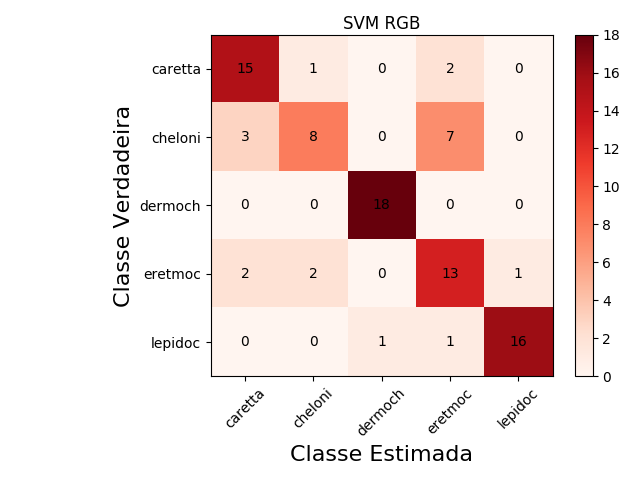 SVM RGB
Classe Verdadeira
caretta 15 1 0 2 0
cheloni 3 8 0 7 0
dermoch 0 0 18 0 0
eretmoc 2 2 0 13 1
lepidoc 0 0 1 1 16
caretta cheloni dermoch eretmoc lepidoc
Classe Estimada
18
16
14
12
10
8
6
4
2
0